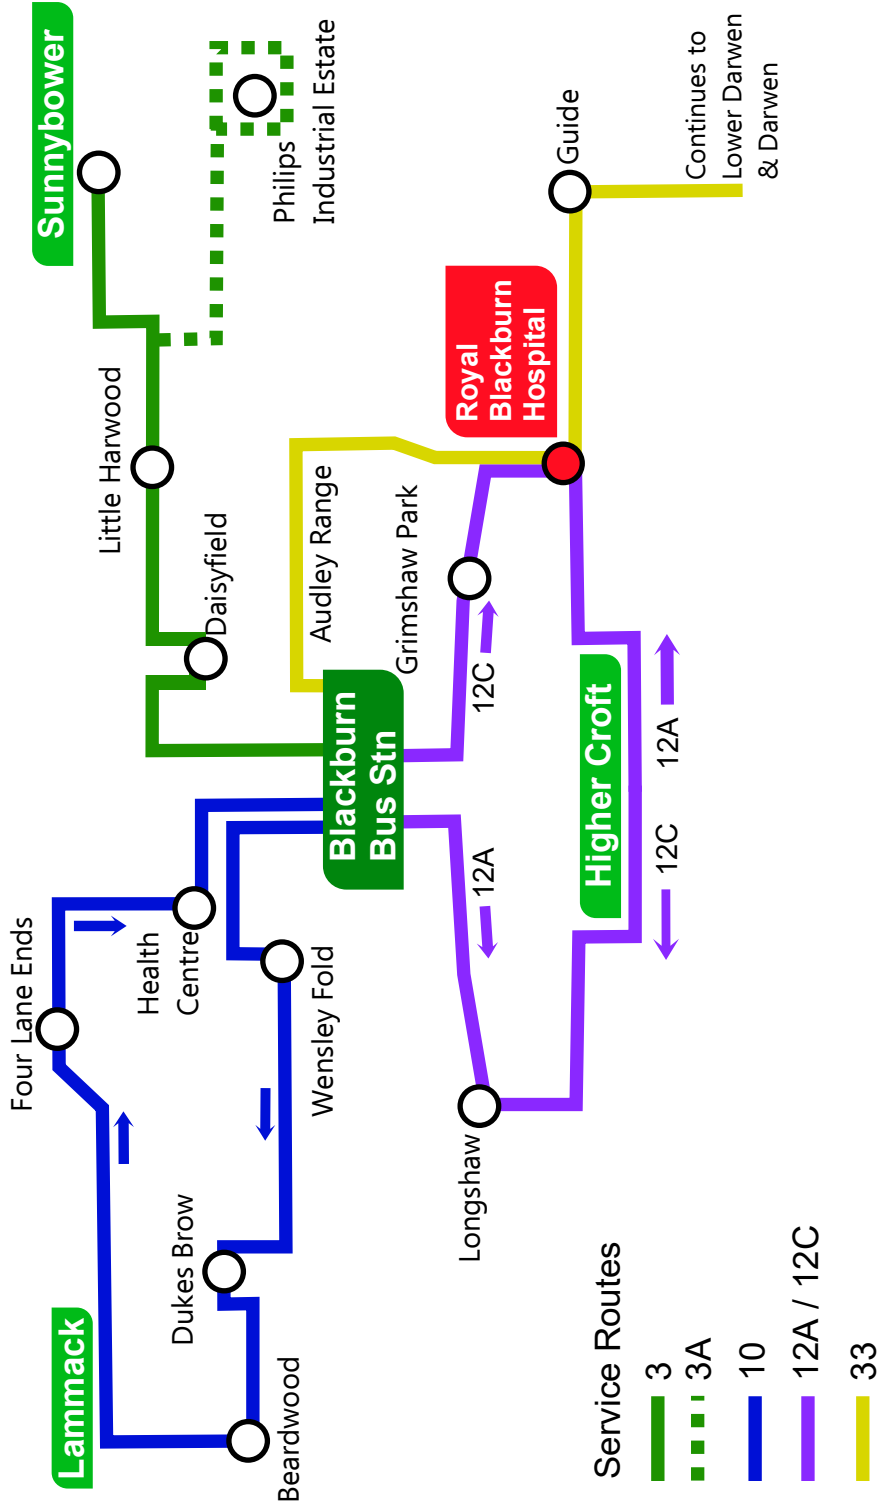 Lammack
Four Lane Ends
Health
Centre
Dukes Brow
Beardwood
Wensley Fold
Sunnybower
Little Harwood
Daisyfield
Philips
Industrial Estate
Audley Range
Blackburn
Bus Stn
Grimshaw Park
12C
12A
Longshaw
Royal
Blackburn
Hospital
Guide
Higher Croft
12C
12A
Continues to
Lower Darwen
& Darwen
Service Routes
3
3A
10
12A / 12C
33